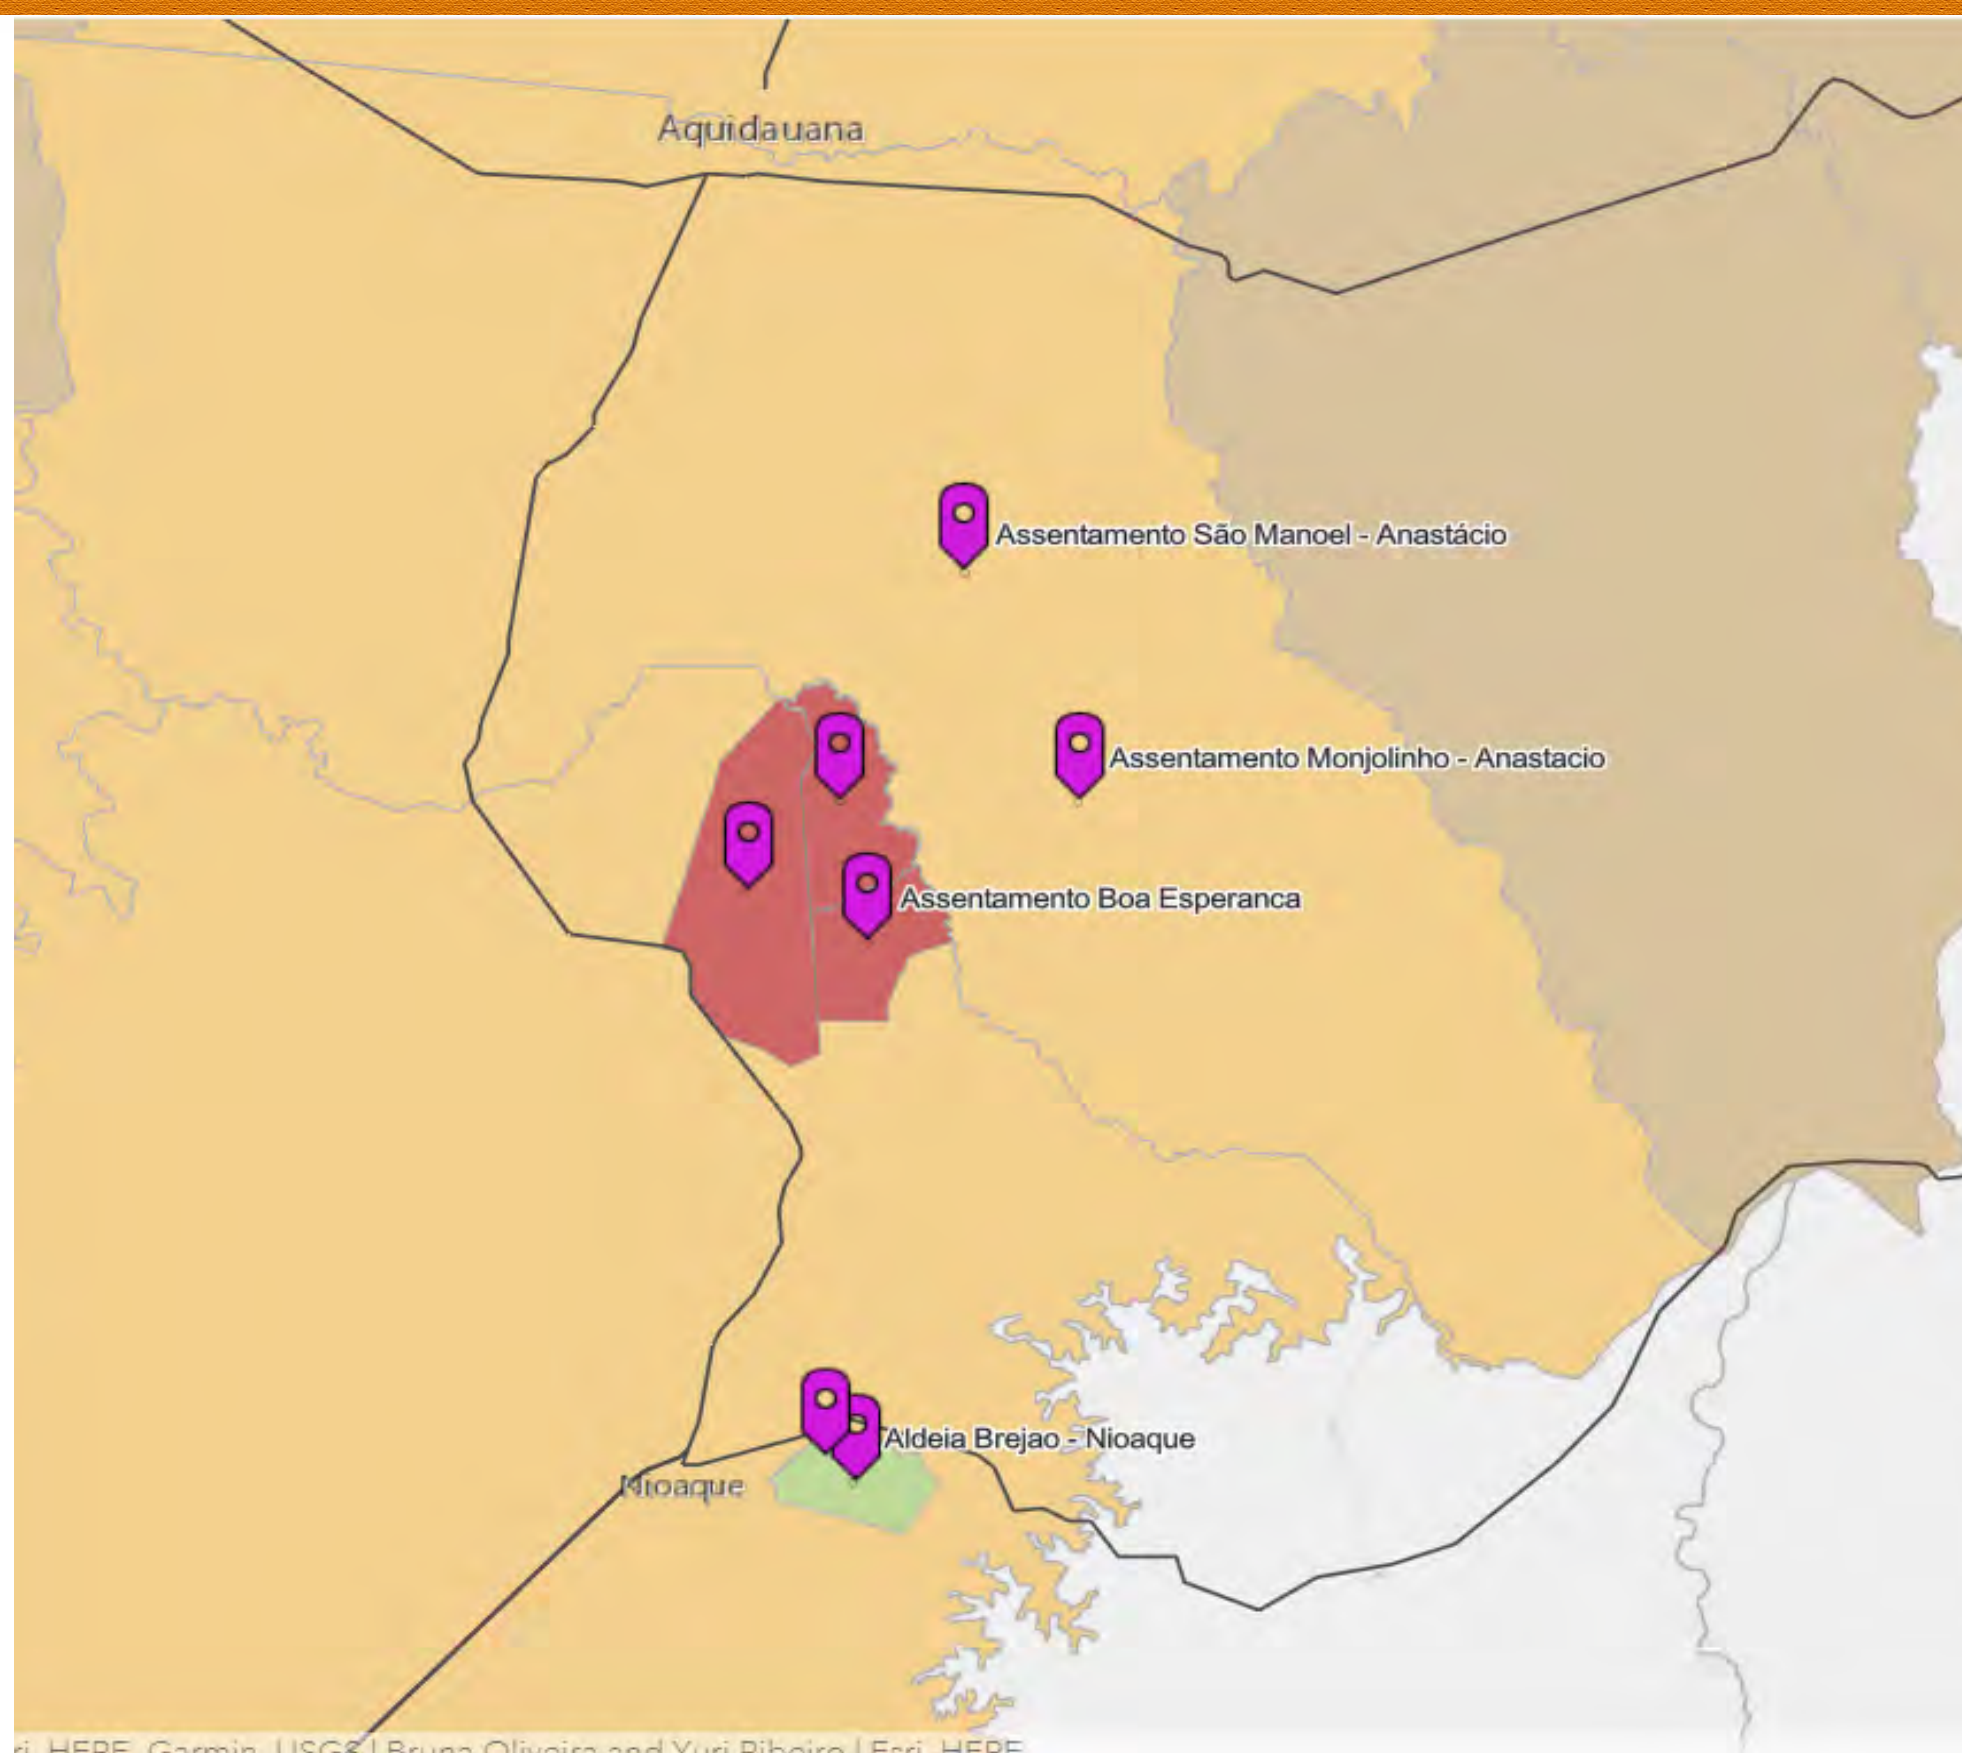 Aquidauana
Assentamento São Manoel - Anastácio
Assentamento Monjolinho - Anastacio
Assentamento Boa Esperanca
Aldeia Brejao - Nioaque
Nioaque
HERE, Garmin, USGS | Bruna Oliveira and Yuri Ribeiro | Esri, HERE